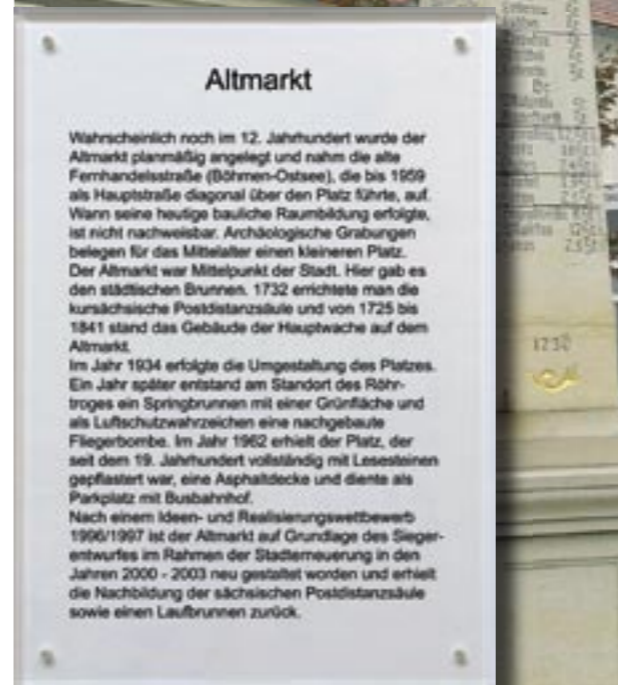 Altmarkt
Wahrscheinlich noch im 12. Jahrhundert wurde der
Altmarkt planmäßig angelegt und nahm die alte
Fernhandelsstraße (Böhmen-Ostsee), die bis 1959
als Hauptstraße diagonal über den Platz führte, auf.
Wann seine heutige bauliche Raumbildung erfolgte,
ist nicht nachweisbar. Archäologische Grabungen
belegen für das Mittelalter einen kleineren Platz.
Der Altmarkt war Mittelpunkt der Stadt. Hier gab es
den städtischen Brunnen. 1732 errichtete man die
kursächsische Postdistanzsäule und von 1725 bis
1841 stand das Gebäude der Hauptwache auf dem
Altmarkt.
Im Jahr 1934 erfolgte die Umgestaltung des Platzes.
Ein Jahr später entstand am Standort des Röhr-
troges ein Springbrunnen mit einer Grünfläche und
als Luftschutzwahrzeichen eine nachgebaute
Fliegerbombe. Im Jahr 1962 erhielt der Platz, der
seit dem 19. Jahrhundert vollständig mit Lesesteinen
gepflastert war, eine Asphaltdecke und diente als
Parkplatz mit Busbahnhof.
Nach einem Ideen- und Realisierungswettbewerb
1996/1997 ist der Altmarkt auf Grundlage des Sieger-
entwurfes im Rahmen der Stadterneuerung in den
Jahren 2000 - 2003 neu gestaltet worden und erhielt
die Nachbildung der sächsischen Postdistanzsäule
sowie einen Laufbrunnen zurück.